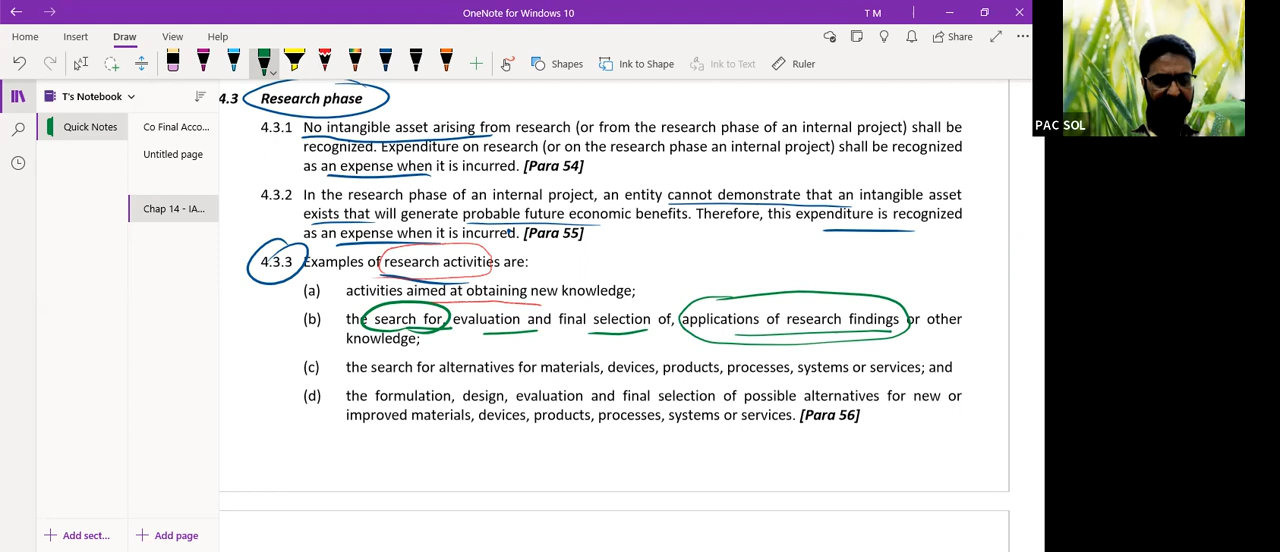 OneNote for Windows 10
T M
Home Insert Draw View Help
Share
Shapes
Ink to Shape
Ink to Text
Ruler
T's Notebook
Quick Notes
Co Final Acco...
Untitled page
Chap 14 - IA...
Add sect...
Add page
4.3 Research phase
4.3.1 No intangible asset arising from research (or from the research phase of an internal project) shall be
recognized. Expenditure on research (or on the research phase an internal project) shall be recognized
as an expense when it is incurred. [Para 54]
4.3.2 In the research phase of an internal project, an entity cannot demonstrate that an intangible asset
exists that will generate probable future economic benefits. Therefore, this expenditure is recognized
as an expense when it is incurred. [Para 55]
4.3.3 Examples of research activities are:
(a) activities aimed at obtaining new knowledge;
(b) the search for, evaluation and final selection of, applications of research findings or other
knowledge;
(c) the search for alternatives for materials, devices, products, processes, systems or services; and
(d) the formulation, design, evaluation and final selection of possible alternatives for new or
improved materials, devices, products, processes, systems or services. [Para 56]
PAC SOL